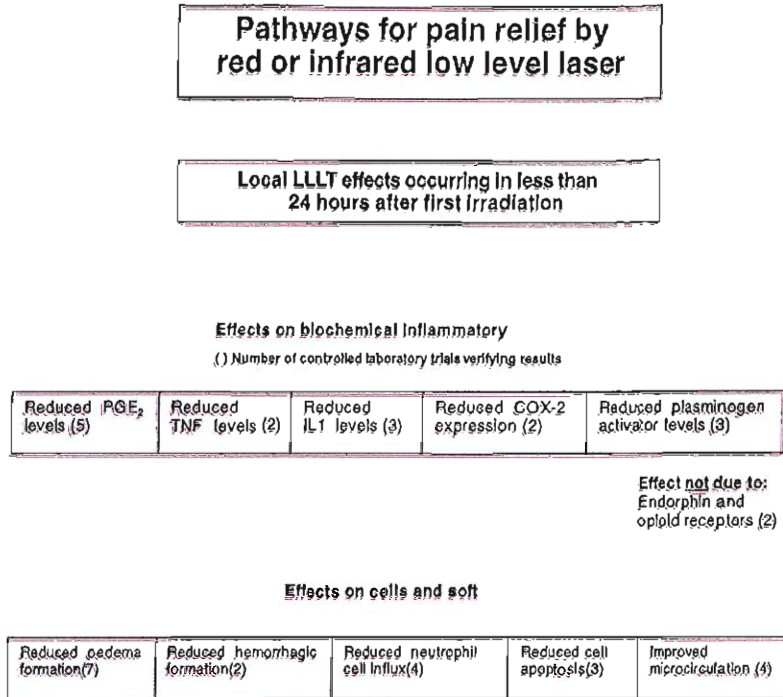 Pathways for pain relief by
red or infrared low level laser
Local LLLT effects occurring in less than
24 hours after first irradiation
Effects on biochemical inflammatory
( ) Number of controlled laboratory trials verifying results
Reduced PGE₂
levels (5)
Reduced
TNF levels (2)
Reduced
IL1 levels (3)
Reduced COX-2
expression (2)
Reduced plasminogen
activator levels (3)
Effect not due to:
Endorphin and
opioid receptors (2)
Effects on cells and soft
Reduced oedema
formation(7)
Reduced hemorrhagic
formation(2)
Reduced neutrophil
cell influx(4)
Reduced cell
apoptosis(3)
Improved
microcirculation (4)